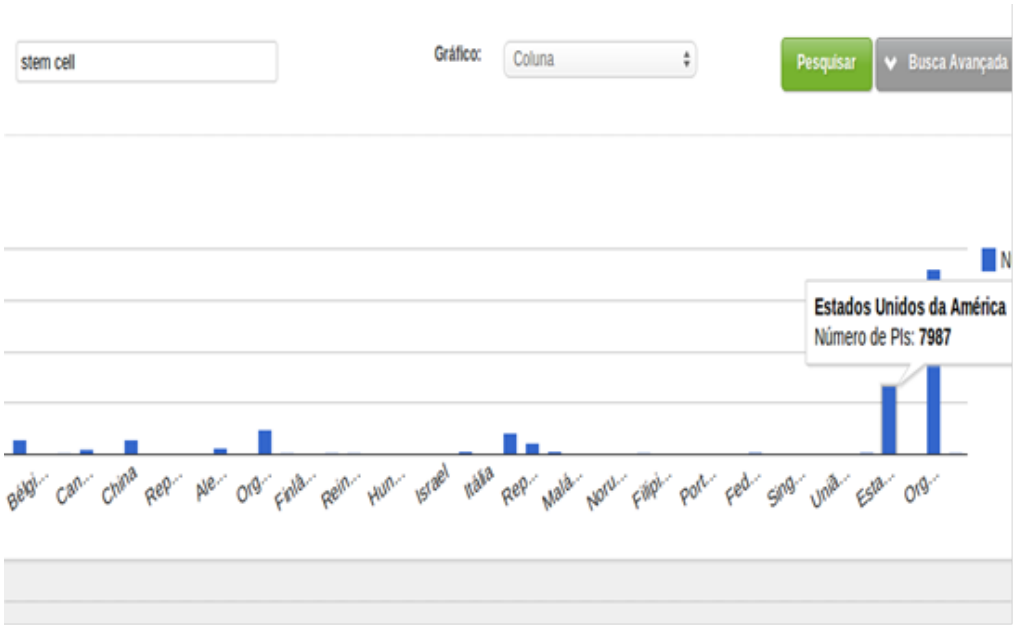 stem cell
Gráfico:
Coluna
Pesquisar
Busca Avançada
N
Estados Unidos da América
Número de PIs: 7987
Bélgi...
Can...
China
Rep...
Ale...
Org...
Finlâ...
Rein...
Hun...
Israel
Itália
Rep...
Malá...
Noru...
Filipi...
Port...
Fed...
Sing...
Uniã...
Esta...
Org...